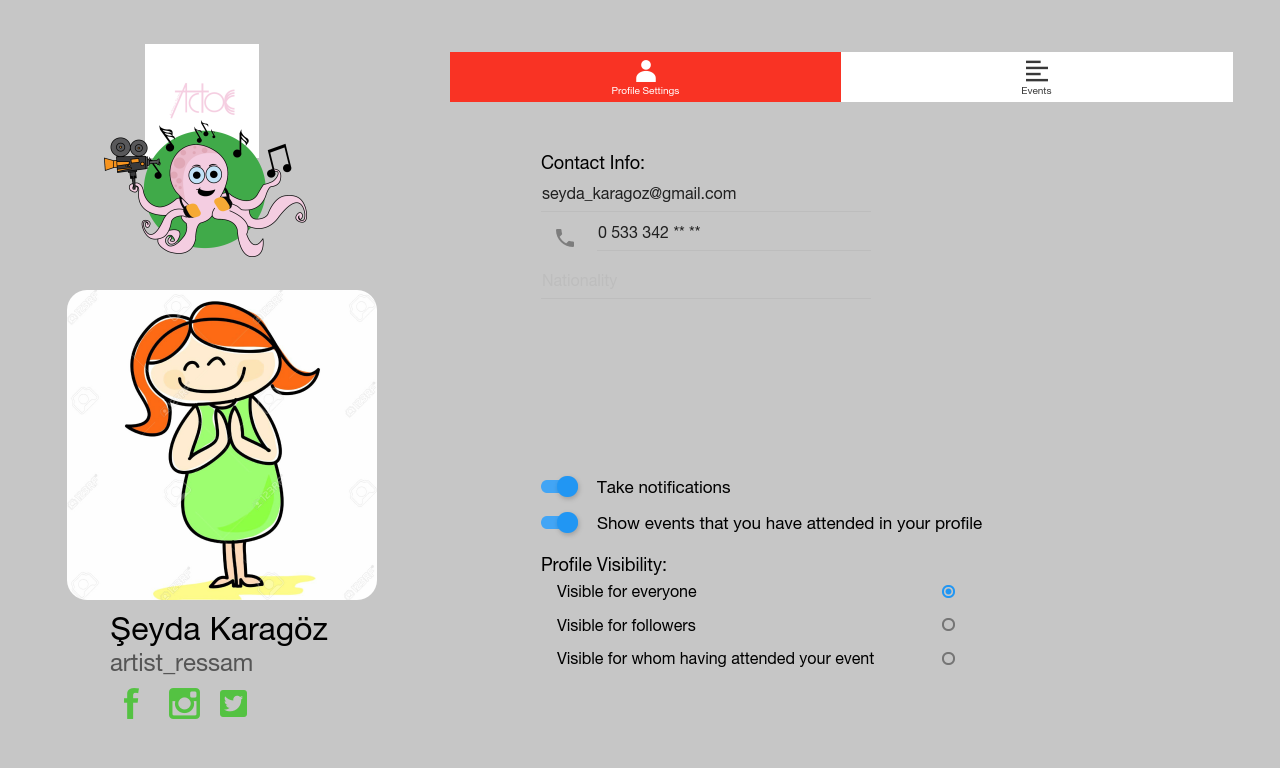 Actoc
Profile Settings
Events
Contact Info:
seyda_karagoz@gmail.com
0 533 342 ** **
Nationality
Take notifications
Show events that you have attended in your profile
Profile Visibility:
Visible for everyone
Visible for followers
Visible for whom having attended your event
Şeyda Karagöz
artist_ressam